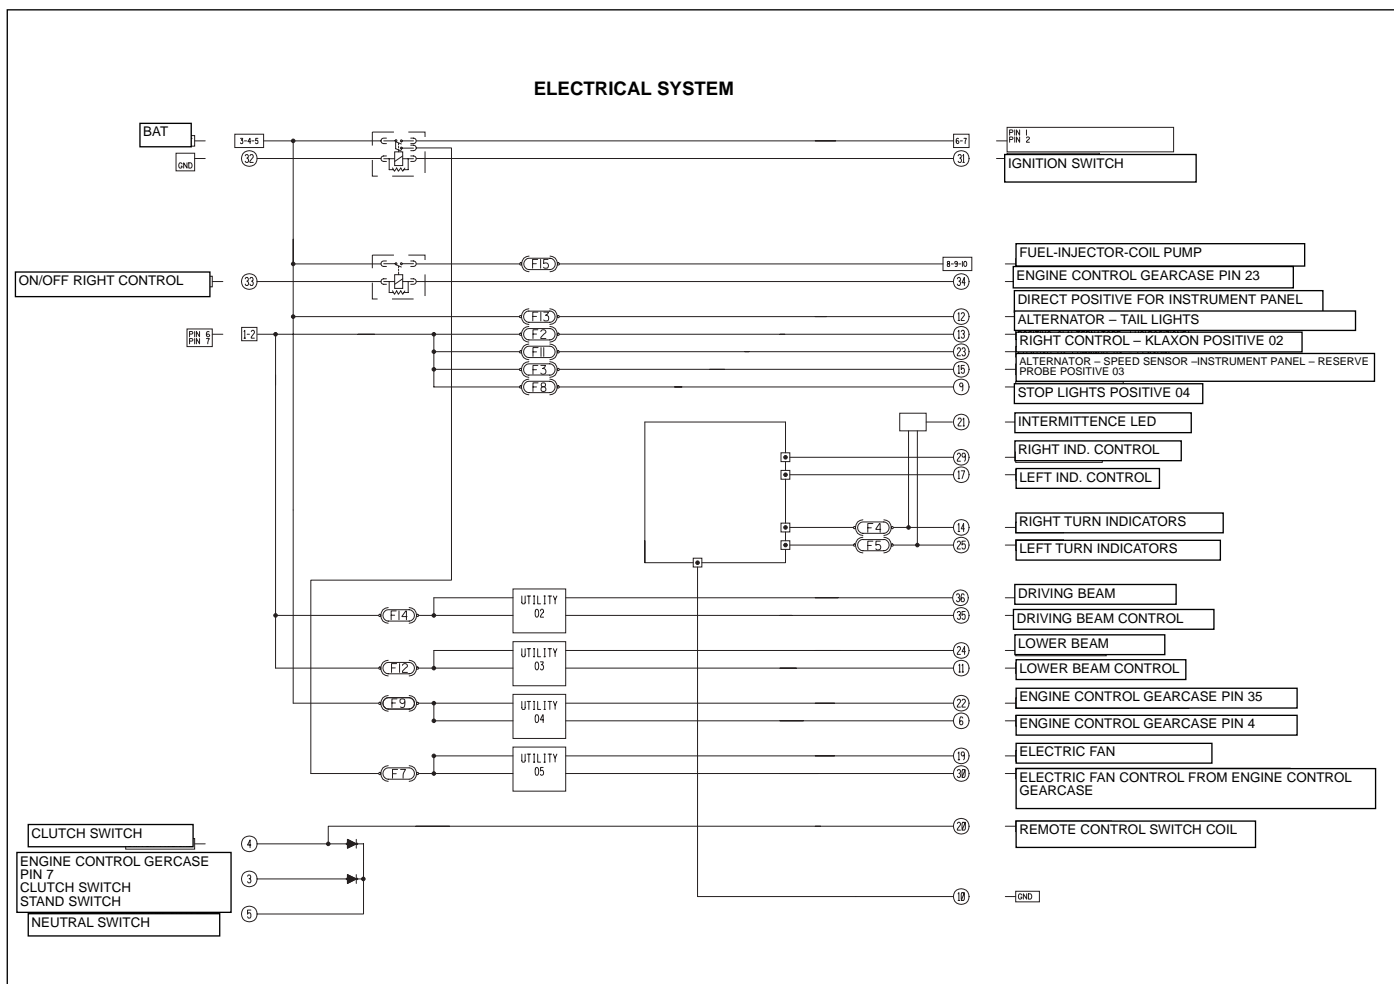 ELECTRICAL SYSTEM
BAT
3-4-5
6-7
PIN 1
PIN 2
GND
32
31
IGNITION SWITCH
F15
8-9-10
FUEL-INJECTOR-COIL PUMP
ON/OFF RIGHT CONTROL
33
34
ENGINE CONTROL GEARCASE PIN 23
DIRECT POSITIVE FOR INSTRUMENT PANEL
F13
12
ALTERNATOR – TAIL LIGHTS
PIN 6
PIN 7
1-2
F2
13
RIGHT CONTROL – KLAXON POSITIVE 02
F11
23
ALTERNATOR – SPEED SENSOR –INSTRUMENT PANEL – RESERVE
PROBE POSITIVE 03
F3
15
F8
9
STOP LIGHTS POSITIVE 04
21
INTERMITTENCE LED
29
RIGHT IND. CONTROL
17
LEFT IND. CONTROL
F4
14
RIGHT TURN INDICATORS
F5
25
LEFT TURN INDICATORS
UTILITY
02
36
DRIVING BEAM
F14
35
DRIVING BEAM CONTROL
UTILITY
03
24
LOWER BEAM
F12
11
LOWER BEAM CONTROL
F9
UTILITY
04
22
ENGINE CONTROL GEARCASE PIN 35
6
ENGINE CONTROL GEARCASE PIN 4
UTILITY
05
19
ELECTRIC FAN
F7
30
ELECTRIC FAN CONTROL FROM ENGINE CONTROL
GEARCASE
CLUTCH SWITCH
4
20
REMOTE CONTROL SWITCH COIL
ENGINE CONTROL GERCASE
PIN 7
CLUTCH SWITCH
STAND SWITCH
3
NEUTRAL SWITCH
5
10
GND